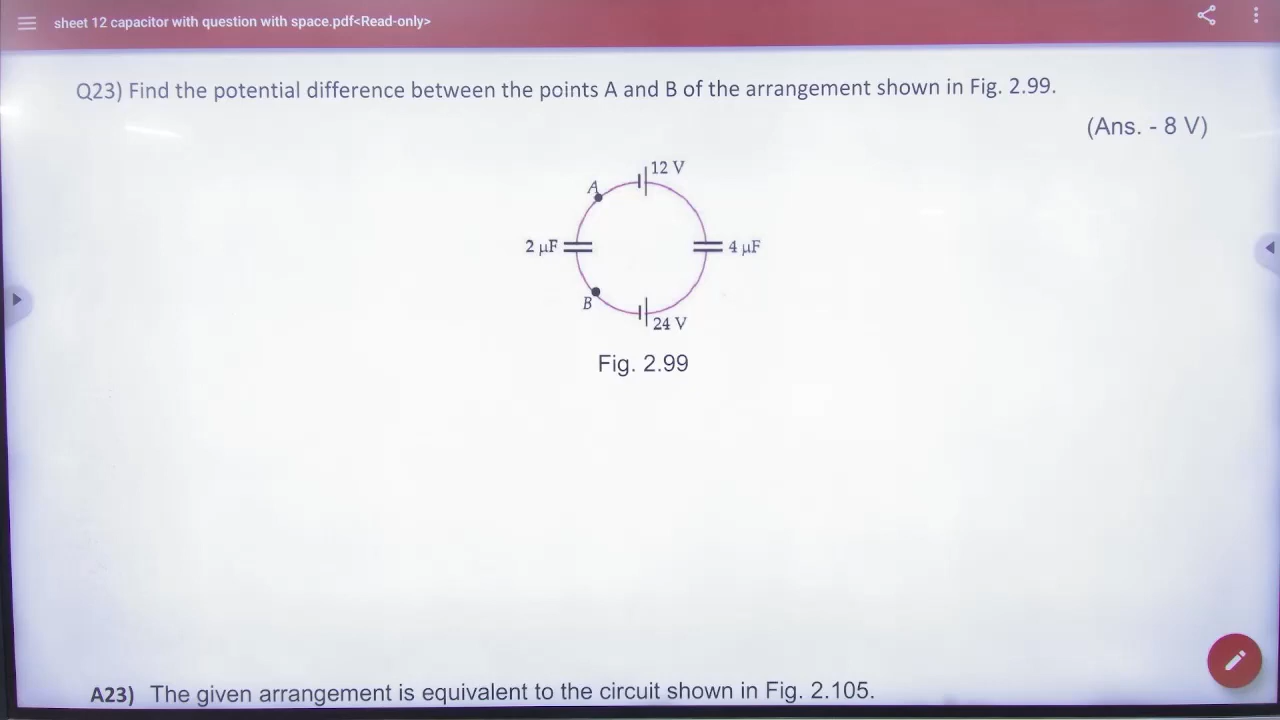 sheet 12 capacitor with question with space.pdf<Read-only>
Q23) Find the potential difference between the points A and B of the arrangement shown in Fig. 2.99.
(Ans. - 8 V)
12 V
A
2 μF
4 μF
B
24 V
Fig. 2.99
A23) The given arrangement is equivalent to the circuit shown in Fig. 2.105.